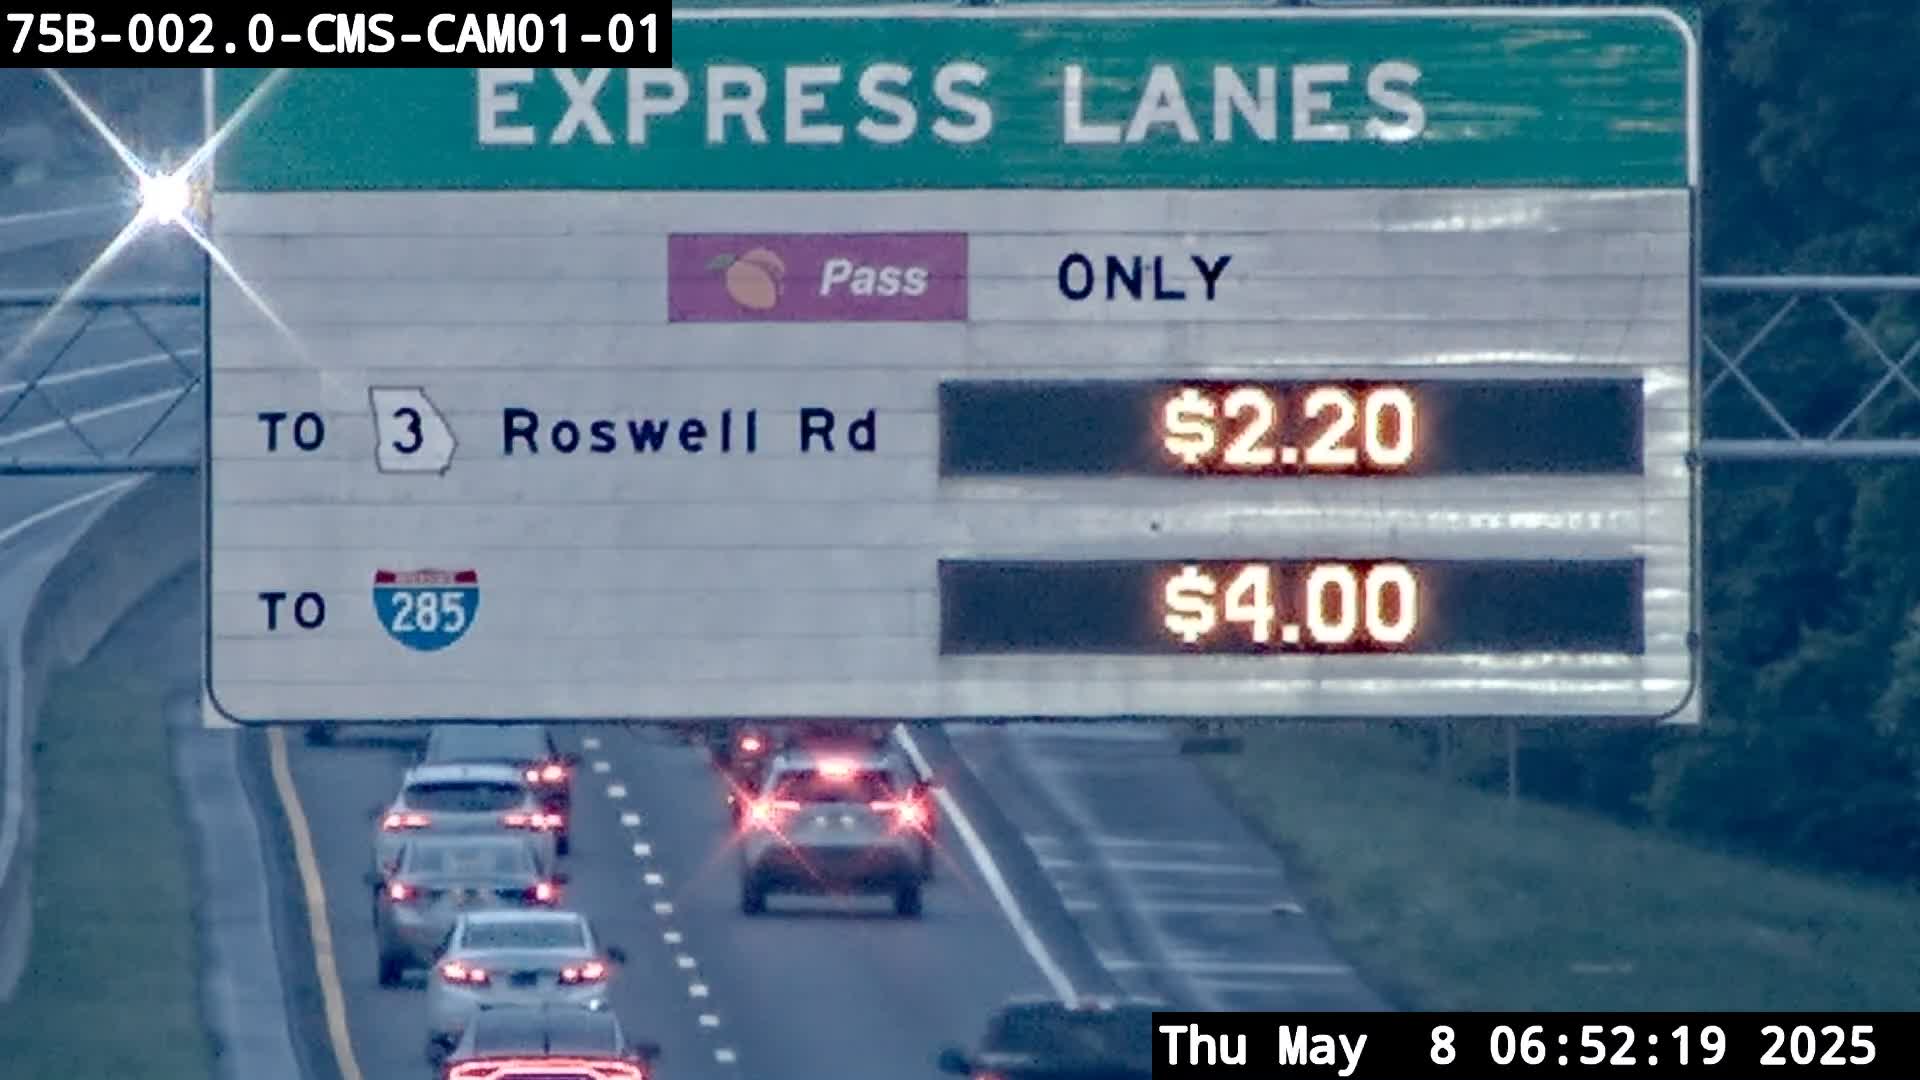 75B-002.0-CMS-CAM01-01
EXPRESS LANES
Pass ONLY
TO 3 Roswell Rd $2.20
TO 285 $4.00
Thu May 8 06:52:19 2025